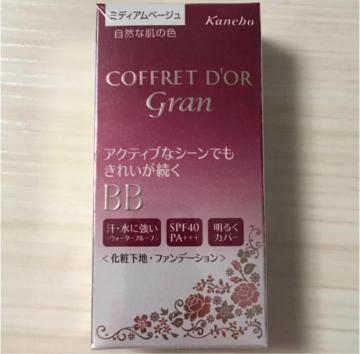 ミディアムベージュ
自然な肌の色
Kanebo
COFFRET D'OR
Gran
アクティブなシーンでも
きれいが続く
BB
汗・水に強い
ウォータープルーフ
SPF40
PA+++
明るく
カバー
<化粧下地・ファンデーション>